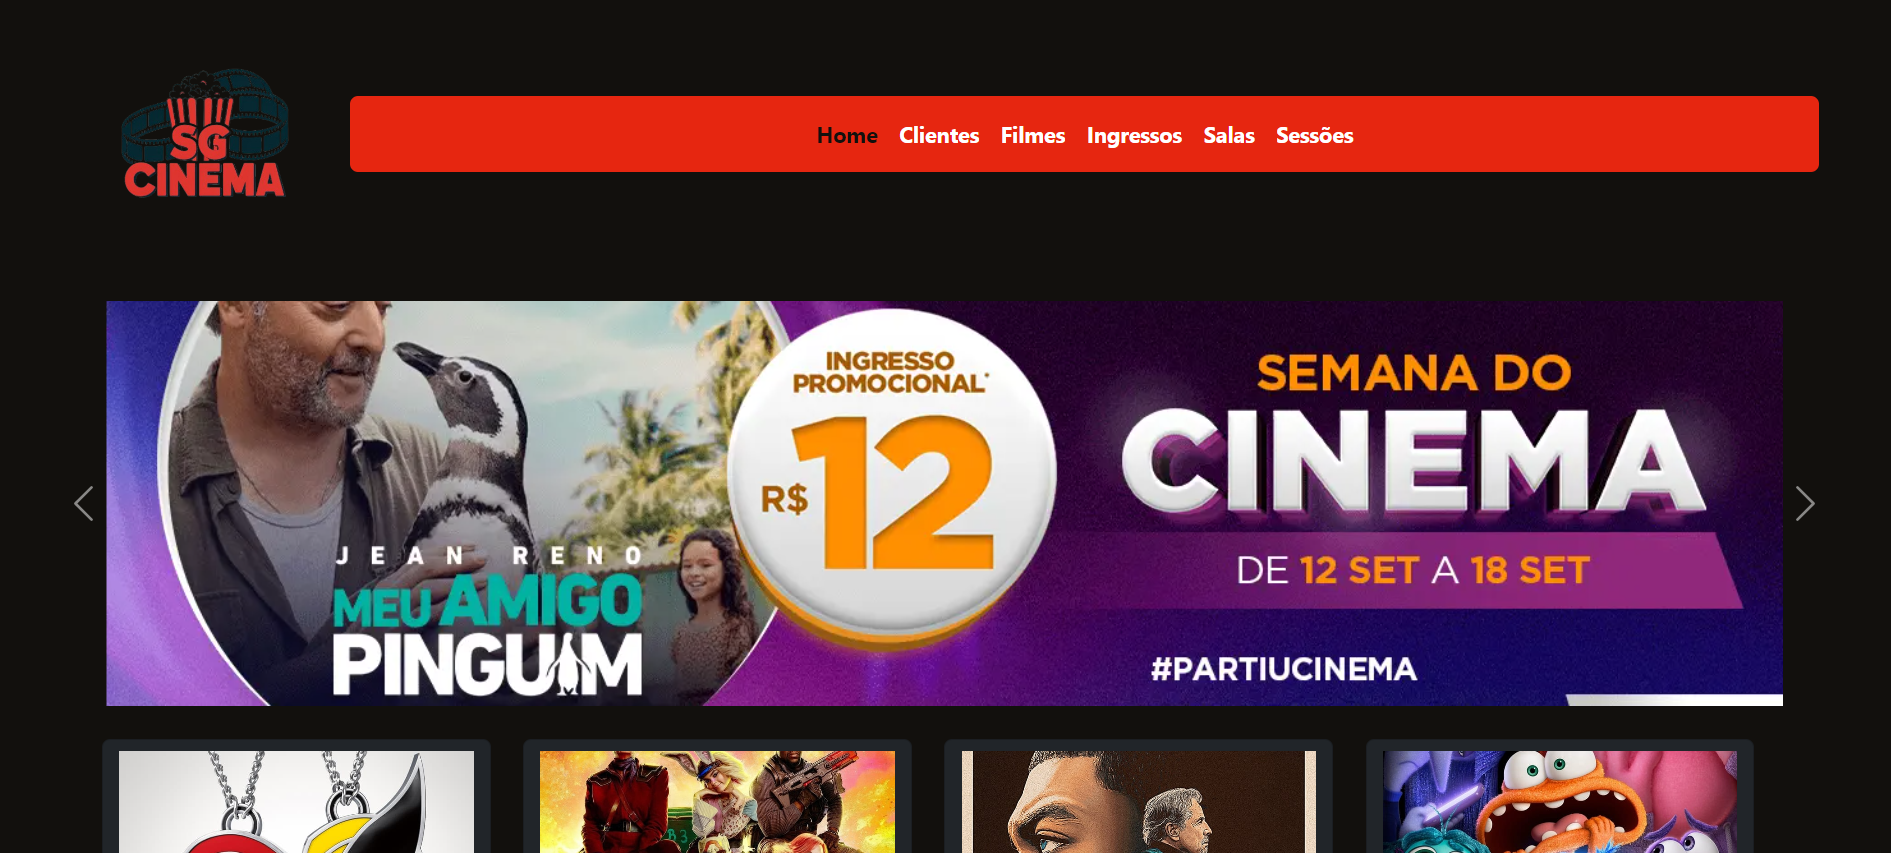 SG
CINEMA
Home Clientes Filmes Ingressos Salas Sessões
INGRESSO
PROMOCIONAL*
R$ 12
SEMANA DO
CINEMA
DE 12 SET A 18 SET
#PARTIUCINEMA
JEAN RENO
MEU AMIGO
PINGUIM
B3